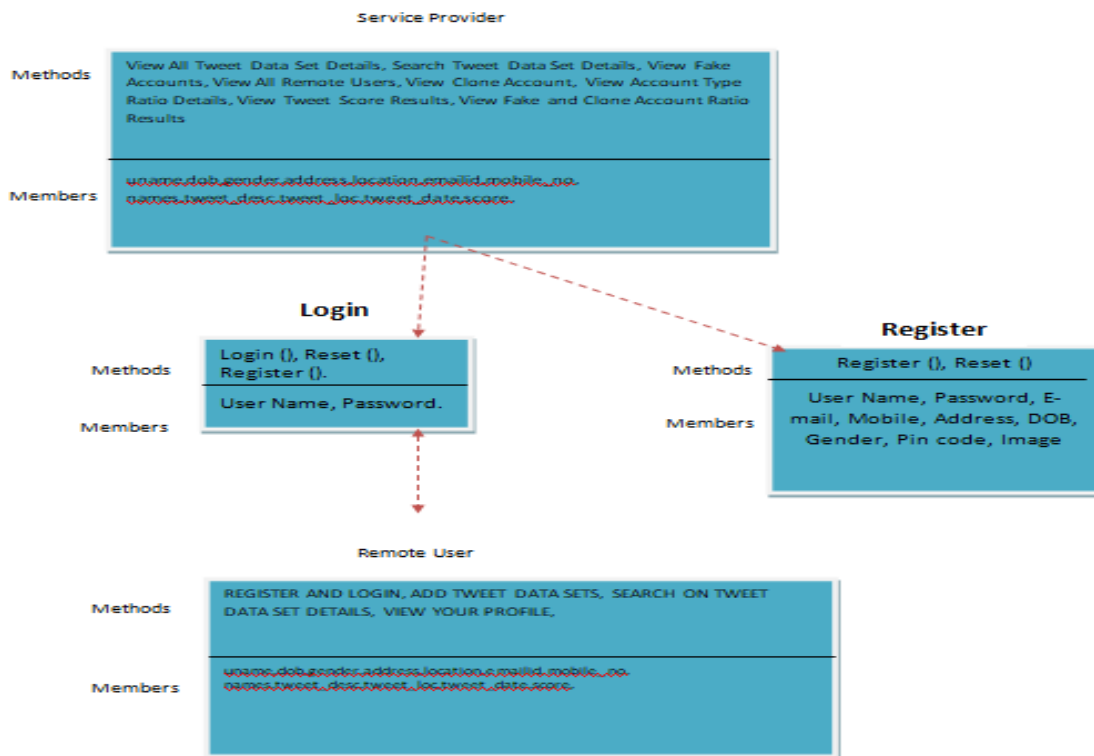 Service Provider
Methods
View All Tweet Data Set Details, Search Tweet Data Set Details, View Fake
Accounts, View All Remote Users, View Clone Account, View Account Type
Ratio Details, View Tweet Score Results, View Fake and Clone Account Ratio
Results
Members
uname,dob,gender,address,location,emailid,mobile_no,
names,tweet_desc,tweet_loc,tweet_date,score.
Login
Methods
Login (), Reset (),
Register ().
Members
User Name, Password.
Register
Methods
Register (), Reset ()
Members
User Name, Password, E-
mail, Mobile, Address, DOB,
Gender, Pin code, Image
Remote User
Methods
REGISTER AND LOGIN, ADD TWEET DATA SETS, SEARCH ON TWEET
DATA SET DETAILS, VIEW YOUR PROFILE,
Members
uname,dob,gender,address,location,emailid,mobile_no,
names,tweet_desc,tweet_loc,tweet_date,score.